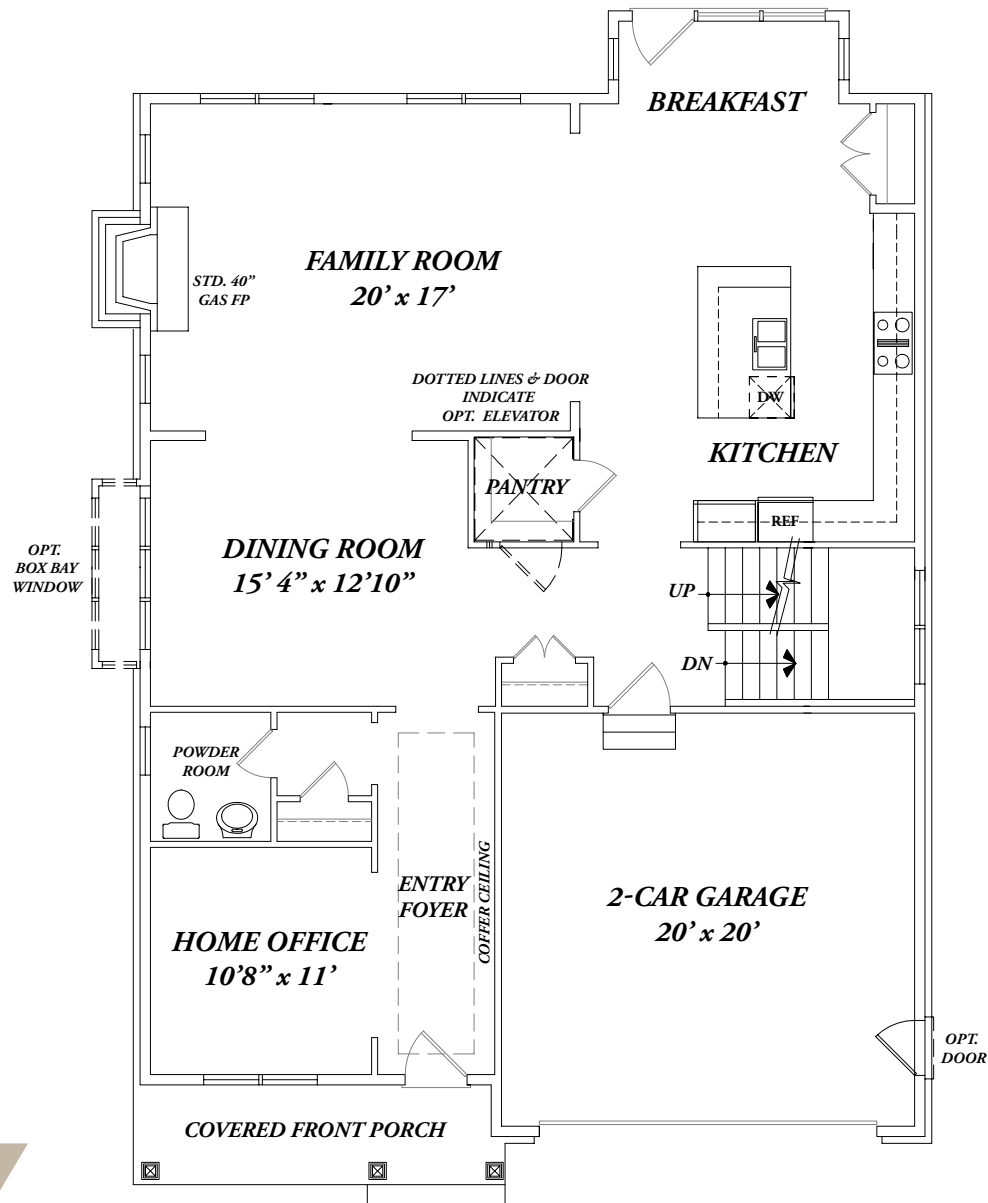 BREAKFAST
FAMILY ROOM
20’ x 17’
STD. 40”
GAS FP
DOTTED LINES & DOOR
INDICATE
OPT. ELEVATOR
DW
KITCHEN
PANTRY
REF
DINING ROOM
15’ 4” x 12’10”
OPT.
BOX BAY
WINDOW
UP
DN
POWDER
ROOM
ENTRY
FOYER
COFFER CEILING
2-CAR GARAGE
20’ x 20’
HOME OFFICE
10’8” x 11’
OPT.
DOOR
COVERED FRONT PORCH